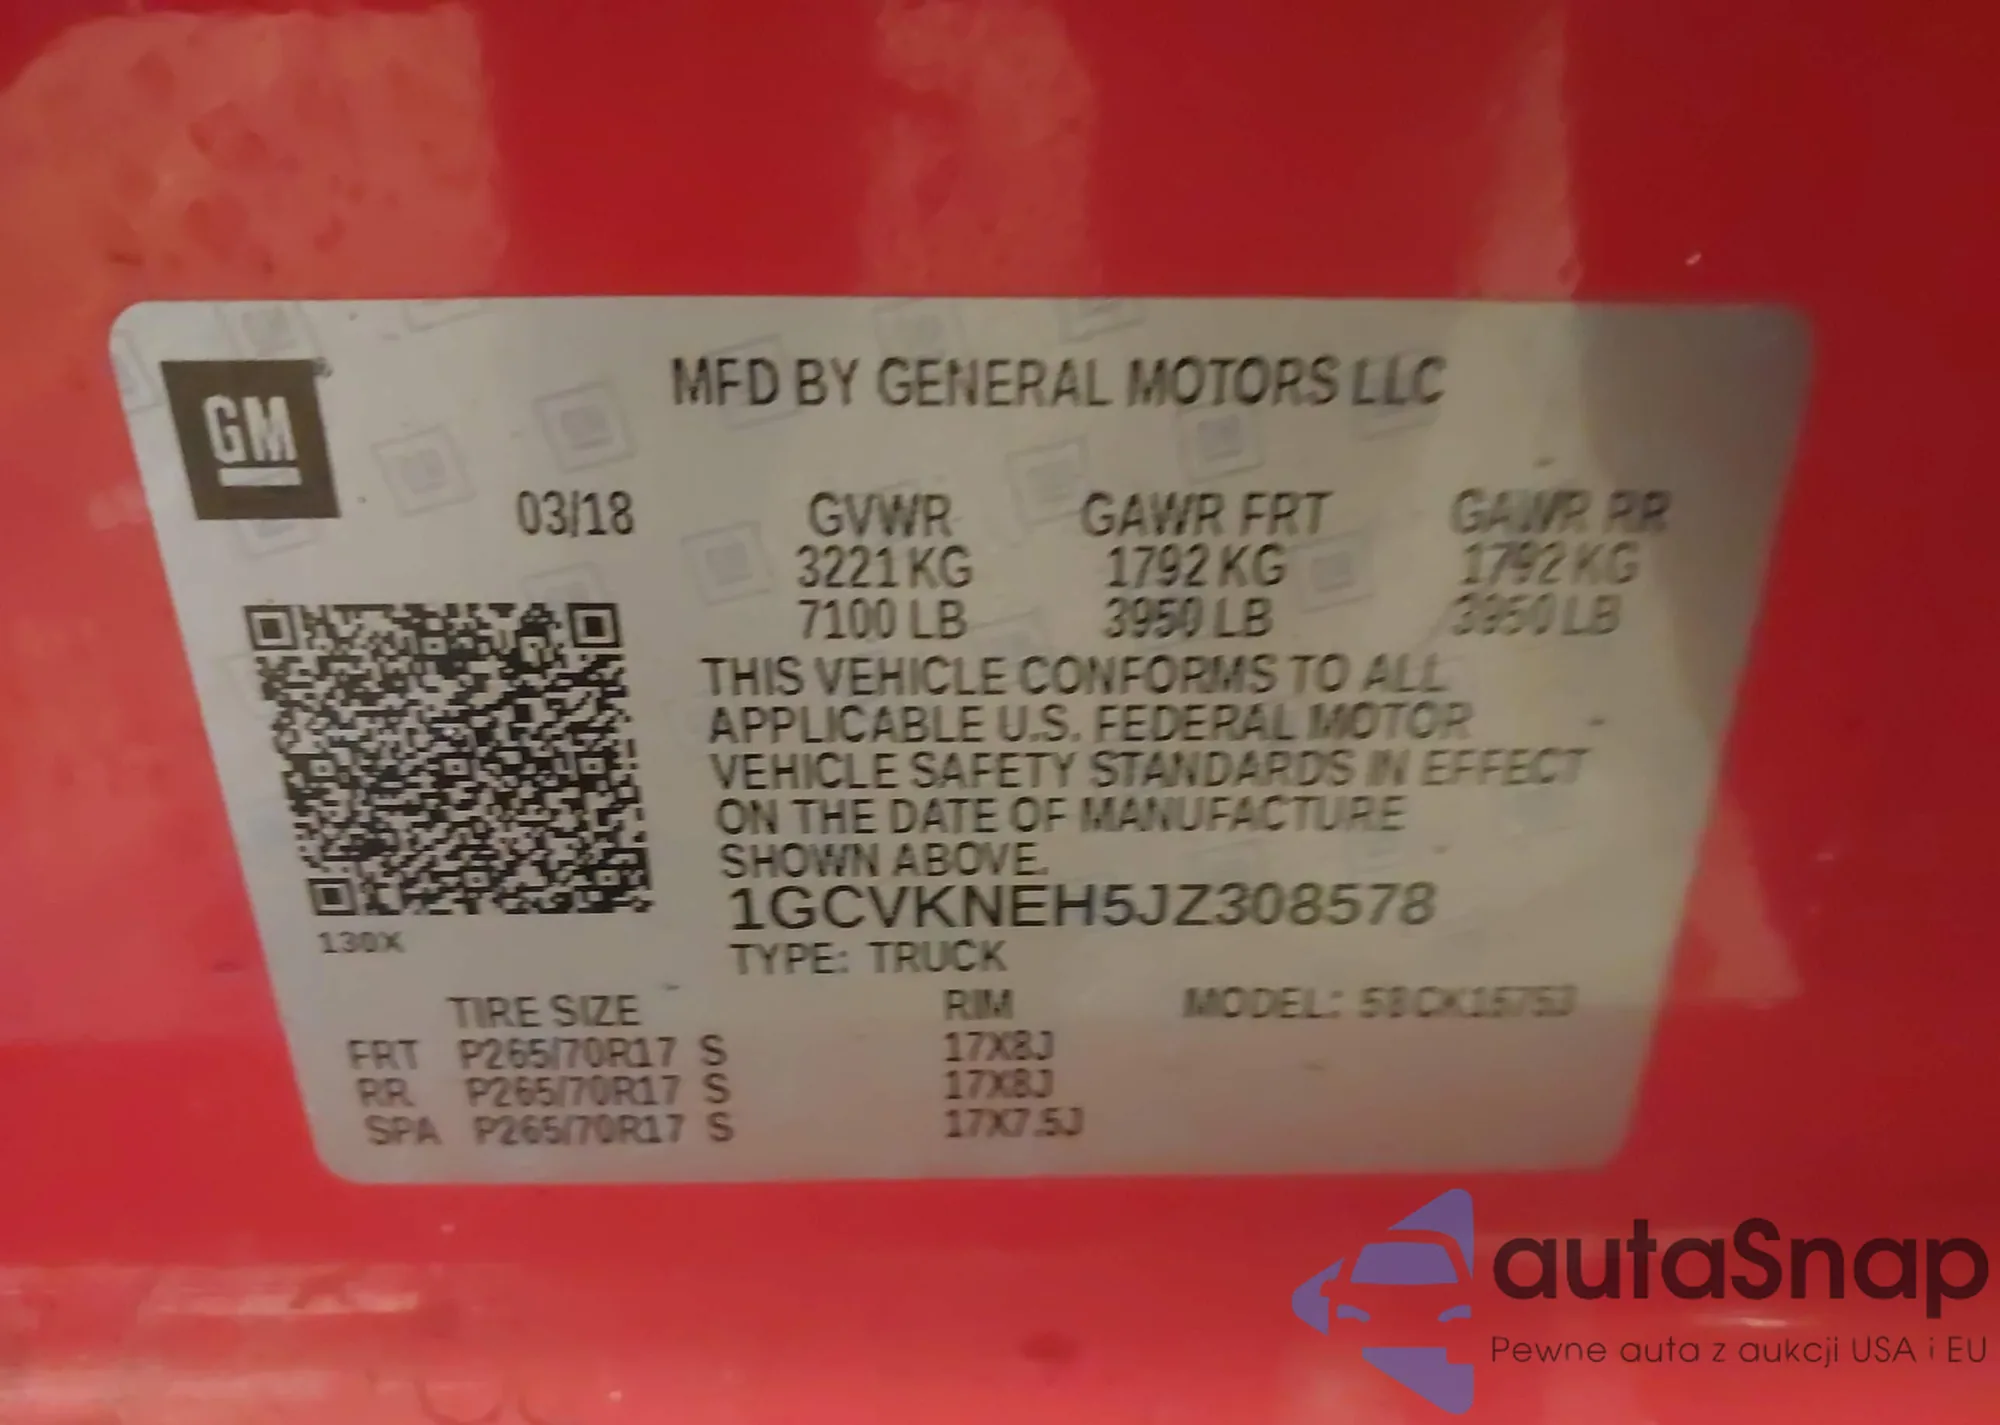 GM
MFD BY GENERAL MOTORS LLC
03/18 GVWR GAWR FRT GAWR RR
3221 KG 1792 KG 1792 KG
7100 LB 3950 LB 3950 LB
THIS VEHICLE CONFORMS TO ALL
APPLICABLE U.S. FEDERAL MOTOR
VEHICLE SAFETY STANDARDS IN EFFECT
ON THE DATE OF MANUFACTURE
SHOWN ABOVE.
1GCVKNEH5JZ308578
130X
TYPE: TRUCK
TIRE SIZE RIM MODEL:
FRT P265/70R17 S 17X8J
RR P265/70R17 S 17X8J
SPA P265/70R17 S 17X7.5J
autaSnap
Pewne auta z aukcji USA i EU